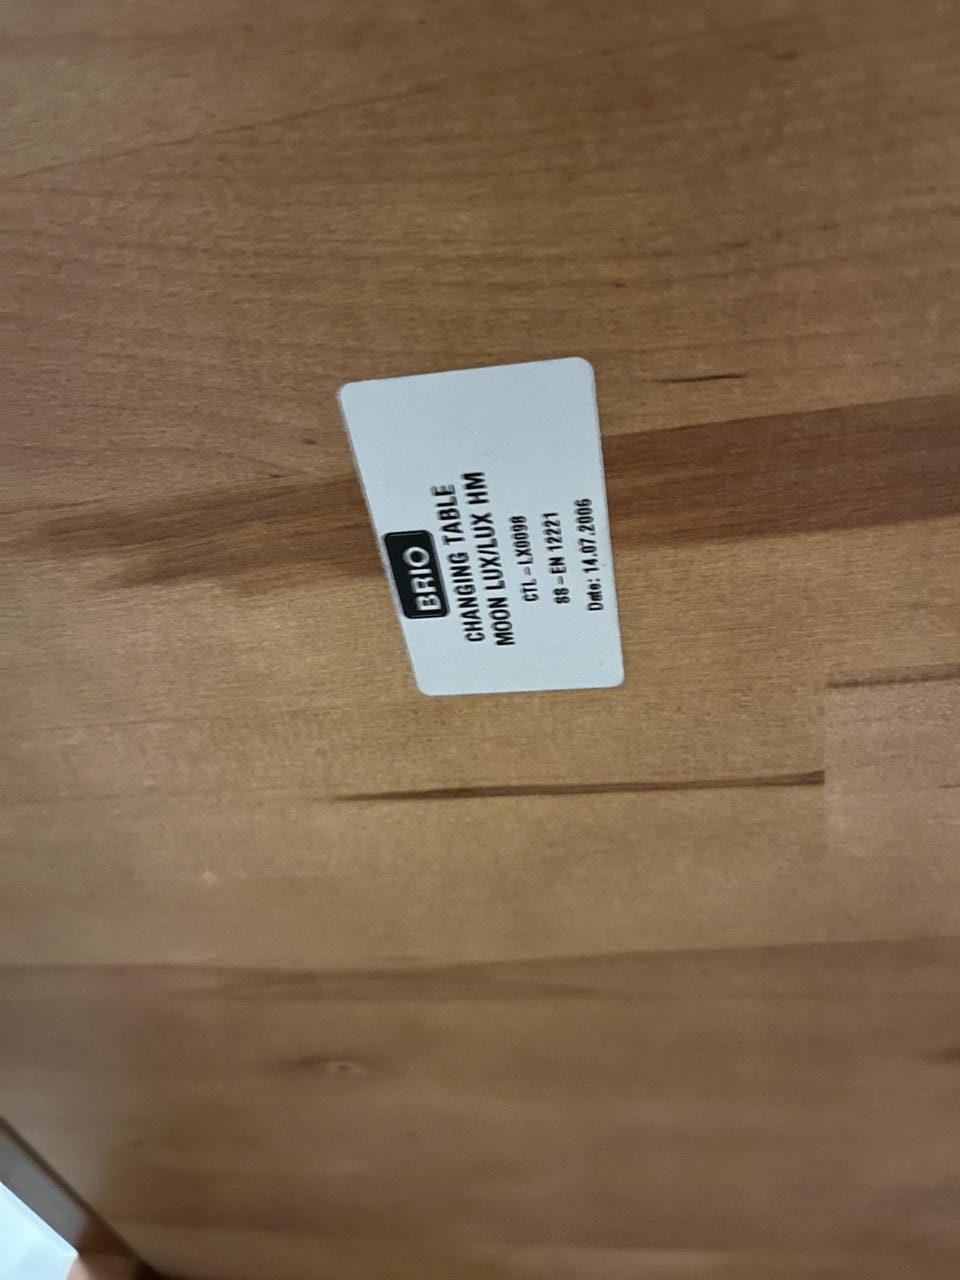 BRIO
CHANGING TABLE
MOON LUX/LUX HM
CTL-LX0098
88-EN 12221
Date: 14.07.2006